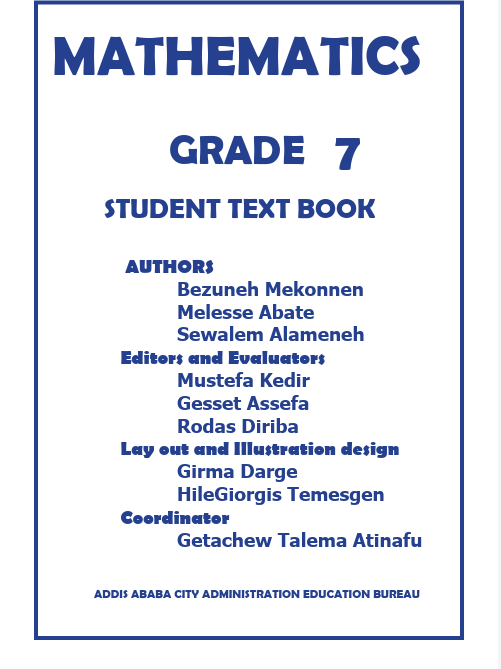 MATHEMATICS
GRADE 7
STUDENT TEXT BOOK
AUTHORS
Bezuneh Mekonnen
Melesse Abate
Sewalem Alameneh
Editors and Evaluators
Mustefa Kedir
Gesset Assefa
Rodas Diriba
Lay out and Illustration design
Girma Darge
HileGiorgis Temesgen
Coordinator
Getachew Talema Atinafu
ADDIS ABABA CITY ADMINISTRATION EDUCATION BUREAU